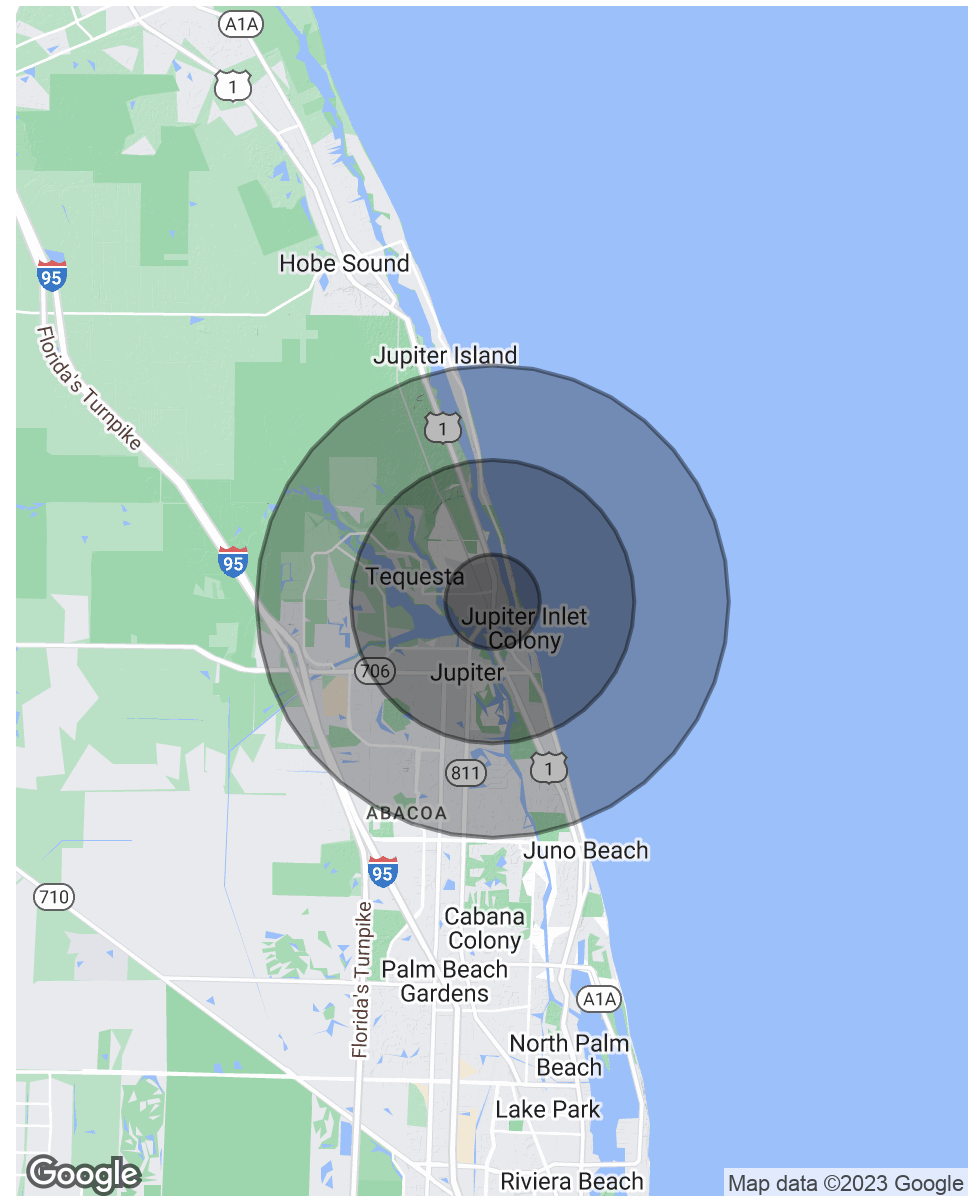 A1A
1
Hobe Sound
95
Florida's Turnpike
Jupiter Island
1
95
Tequesta
Jupiter Inlet
Colony
706
Jupiter
1
811
ABACOA
Juno Beach
95
710
Cabana
Colony
Florida's Turnpike
Palm Beach
Gardens
A1A
North Palm
Beach
Lake Park
Google
Riviera Beach
Map data ©2023 Google